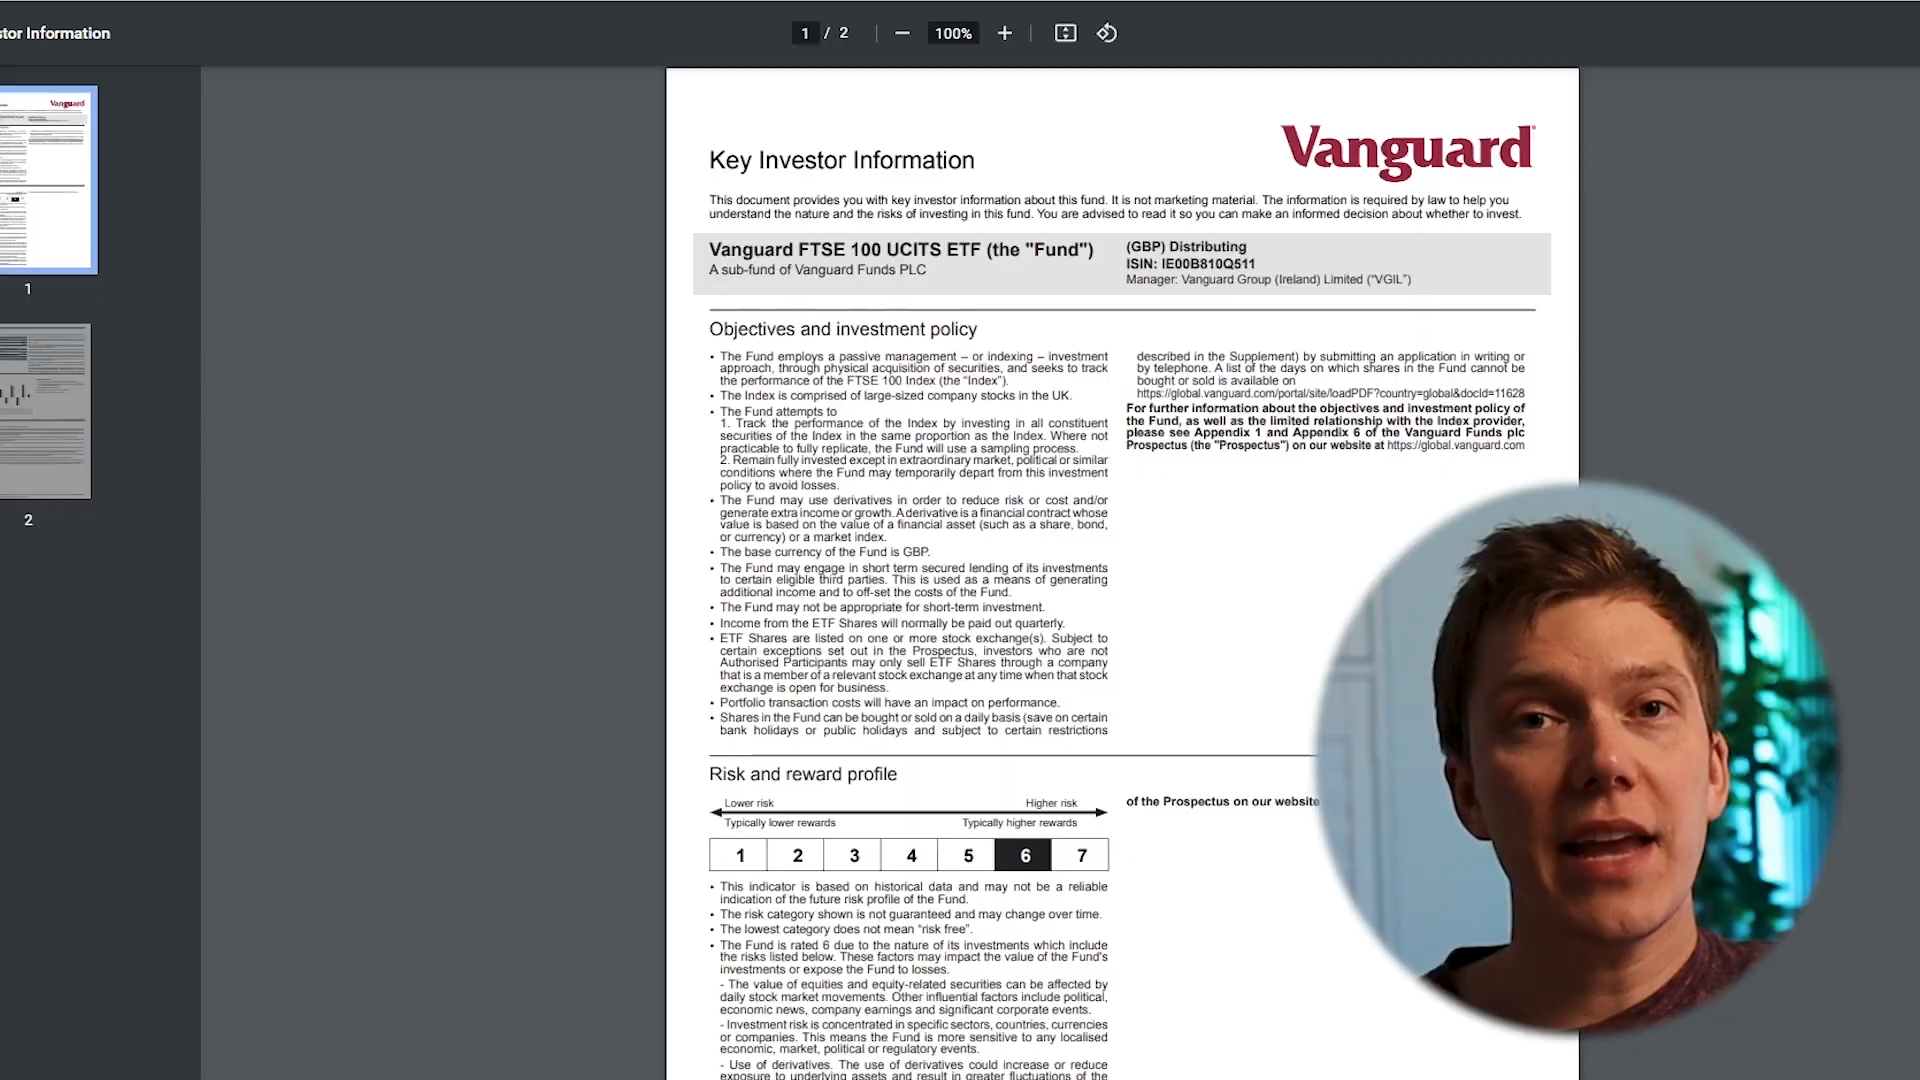 tor Information
1 / 2
100%
Vanguard
1
2
Vanguard
Key Investor Information
This document provides you with key investor information about this fund. It is not marketing material. The information is required by law to help you
understand the nature and the risks of investing in this fund. You are advised to read it so you can make an informed decision about whether to invest.
Vanguard FTSE 100 UCITS ETF (the "Fund")
A sub-fund of Vanguard Funds PLC
(GBP) Distributing
ISIN: IE00B810Q511
Manager: Vanguard Group (Ireland) Limited (“VGIL”)
Objectives and investment policy
• The Fund employs a passive management – or indexing – investment
approach, through physical acquisition of securities, and seeks to track
the performance of the FTSE 100 Index (the “Index”).
• The Index is comprised of large-sized company stocks in the UK.
• The Fund attempts to
1. Track the performance of the Index by investing in all constituent
securities of the Index in the same proportion as the Index. Where not
practicable to fully replicate, the Fund will use a sampling process.
2. Remain fully invested except in extraordinary market, political or similar
conditions where the Fund may temporarily depart from this investment
policy to avoid losses.
• The Fund may use derivatives in order to reduce risk or cost and/or
generate extra income or growth. A derivative is a financial contract whose
value is based on the value of a financial asset (such as a share, bond,
or currency) or a market index.
• The base currency of the Fund is GBP.
• The Fund may engage in short term secured lending of its investments
to certain eligible third parties. This is used as a means of generating
additional income and to off-set the costs of the Fund.
• The Fund may not be appropriate for short-term investment.
• Income from the ETF Shares will normally be paid out quarterly.
• ETF Shares are listed on one or more stock exchange(s). Subject to
certain exceptions set out in the Prospectus, investors who are not
Authorised Participants may only sell ETF Shares through a company
that is a member of a relevant stock exchange at any time when that stock
exchange is open for business.
• Portfolio transaction costs will have an impact on performance.
• Shares in the Fund can be bought or sold on a daily basis (save on certain
bank holidays or public holidays and subject to certain restrictions
described in the Supplement) by submitting an application in writing or
by telephone. A list of the days on which shares in the Fund cannot be
bought or sold is available on
https://global.vanguard.com/portal/site/loadPDF?country=global&docId=11628
For further information about the objectives and investment policy of
the Fund, as well as the limited relationship with the Index provider,
please see Appendix 1 and Appendix 6 of the Vanguard Funds plc
Prospectus (the "Prospectus") on our website at https://global.vanguard.com
Risk and reward profile
Lower risk Higher risk
Typically lower rewards Typically higher rewards
1 2 3 4 5 6 7
• This indicator is based on historical data and may not be a reliable
indication of the future risk profile of the Fund.
• The risk category shown is not guaranteed and may change over time.
• The lowest category does not mean “risk free”.
• The Fund is rated 6 due to the nature of its investments which include
the risks listed below. These factors may impact the value of the Fund's
investments or expose the Fund to losses.
- The value of equities and equity-related securities can be affected by
daily stock market movements. Other influential factors include political,
economic news, company earnings and significant corporate events.
- Investment risk is concentrated in specific sectors, countries, currencies
or companies. This means the Fund is more sensitive to any localised
economic, market, political or regulatory events.
- Use of derivatives. The use of derivatives could increase or reduce
exposure to underlying assets and result in greater fluctuations of the
of the Prospectus on our website